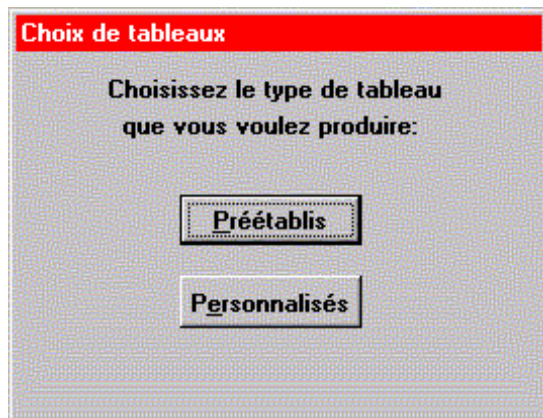 Choix de tableaux
Choisissez le type de tableau
que vous voulez produire:
Préétablis
Personnalisés